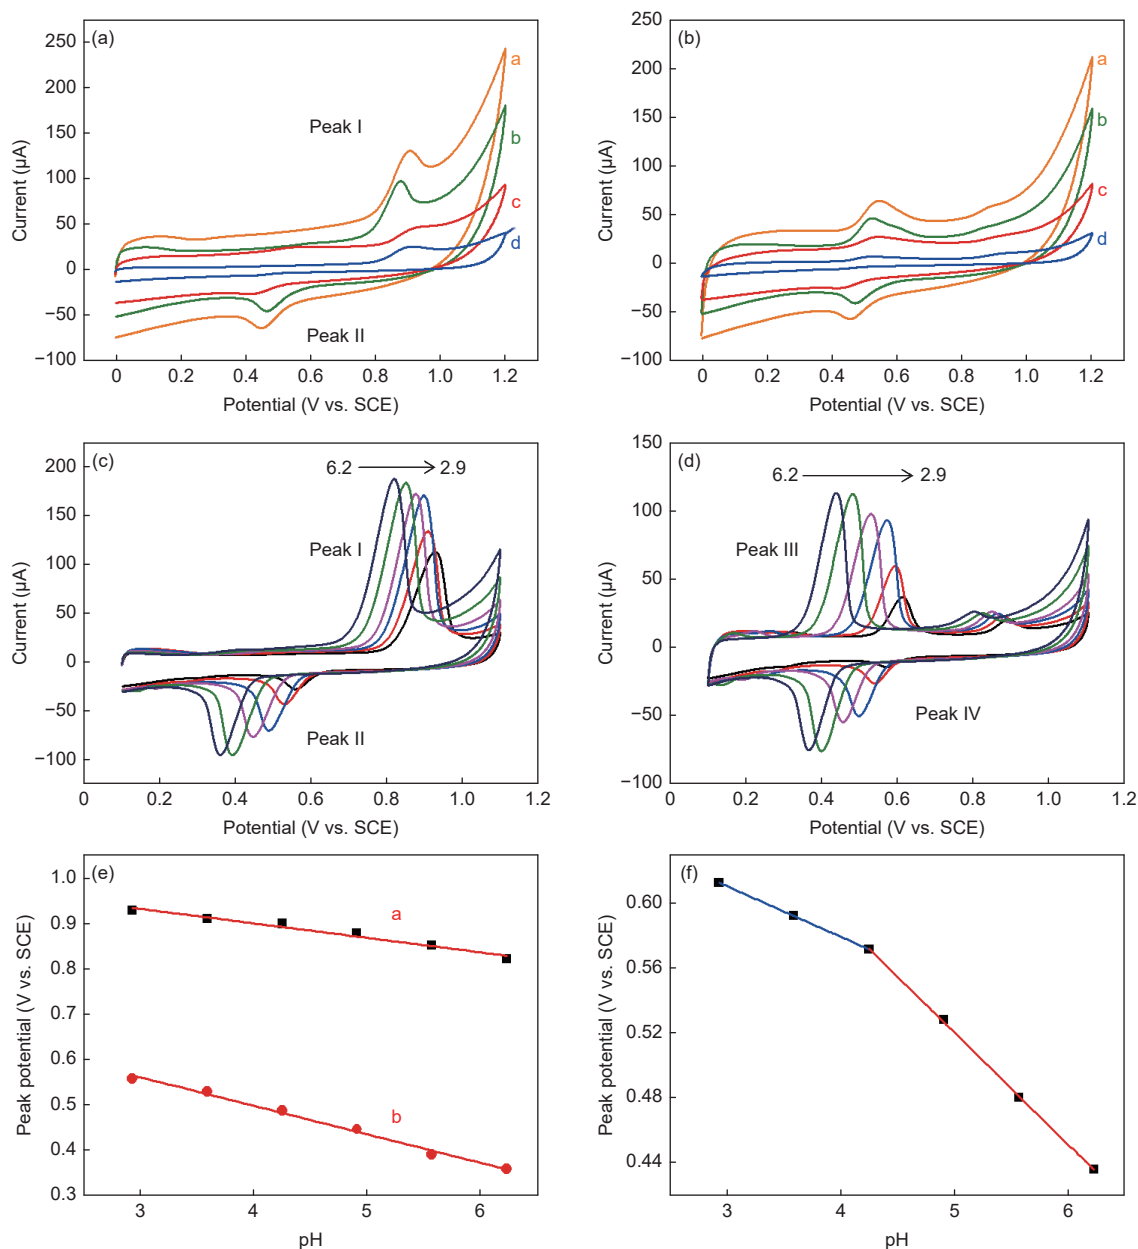 (a)
250
200
150
100
50
0
−50
−100
Current (μA)
Peak I
Peak II
a
b
c
d
0 0.2 0.4 0.6 0.8 1.0 1.2
Potential (V vs. SCE)
(b)
250
200
150
100
50
0
−50
−100
Current (μA)
a
b
c
d
0 0.2 0.4 0.6 0.8 1.0 1.2
Potential (V vs. SCE)
(c)
6.2 2.9
200
150
100
50
0
−50
−100
Current (μA)
Peak I
Peak II
0 0.2 0.4 0.6 0.8 1.0 1.2
Potential (V vs. SCE)
(d)
6.2 2.9
150
100
50
0
−50
−100
Current (μA)
Peak III
Peak IV
0 0.2 0.4 0.6 0.8 1.0 1.2
Potential (V vs. SCE)
(e)
1.0
0.9
0.8
0.7
0.6
0.5
0.4
0.3
Peak potential (V vs. SCE)
a
b
3 4 5 6
pH
(f)
0.60
0.56
0.52
0.48
0.44
Peak potential (V vs. SCE)
3 4 5 6
pH